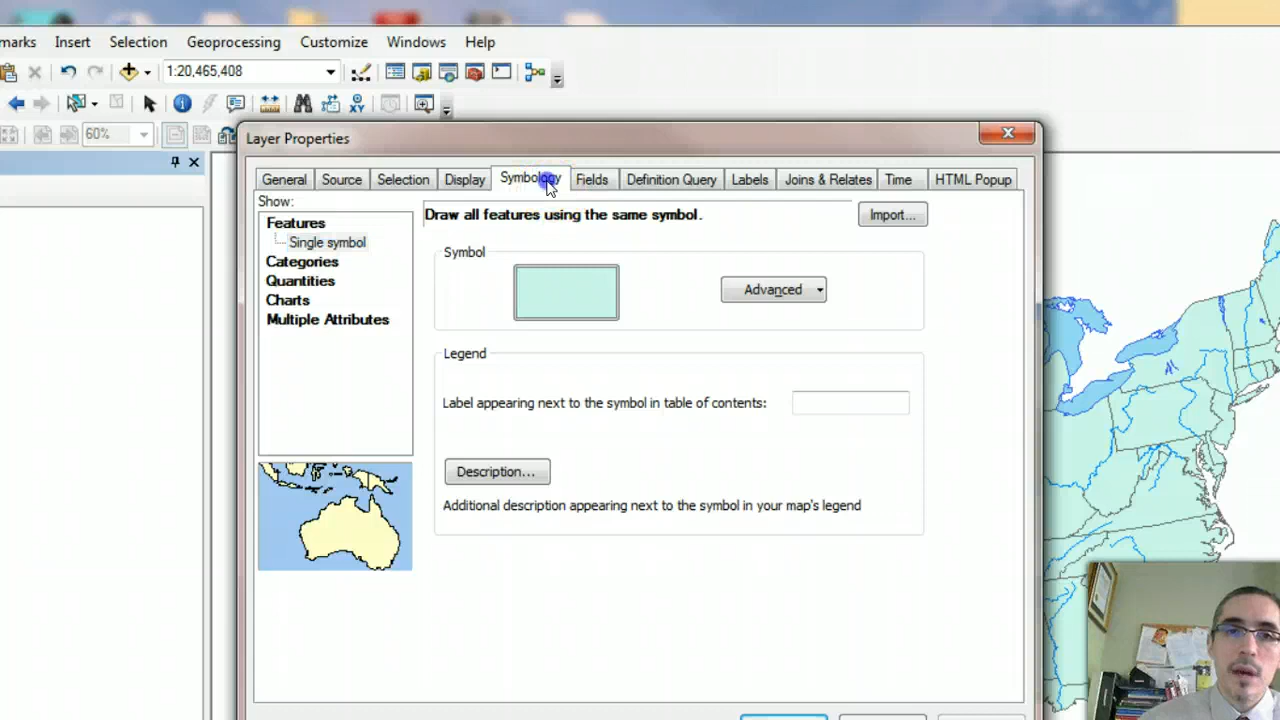 marks Insert Selection Geoprocessing Customize Windows Help
1:20,465,408
XY
60%
Layer Properties
General Source Selection Display Symbology Fields Definition Query Labels Joins & Relates Time HTML Popup
Show:
Features
Single symbol
Categories
Quantities
Charts
Multiple Attributes
Draw all features using the same symbol.
Import...
Symbol
Advanced
Legend
Label appearing next to the symbol in table of contents:
Description...
Additional description appearing next to the symbol in your map's legend